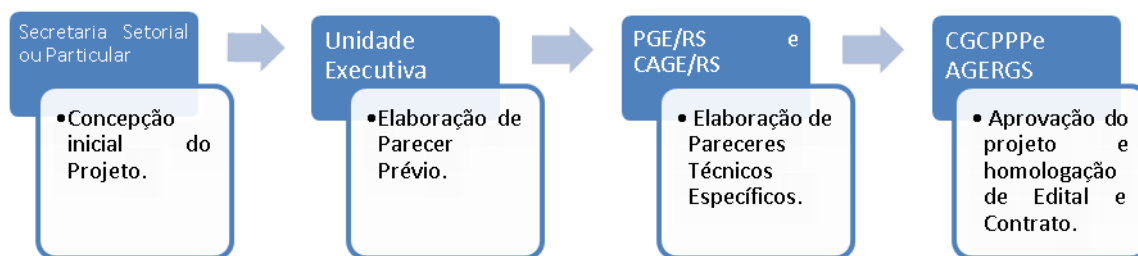 Secretaria Setorial
ou Particular
•Concepção
inicial do
Projeto.
Unidade
Executiva
•Elaboração de
Parecer
Prévio.
PGE/RS e
CAGE/RS
• Elaboração de
Pareceres
Técnicos
Específicos.
CGCPPPe
AGERGS
• Aprovação do
projeto e
homologação
de Edital e
Contrato.